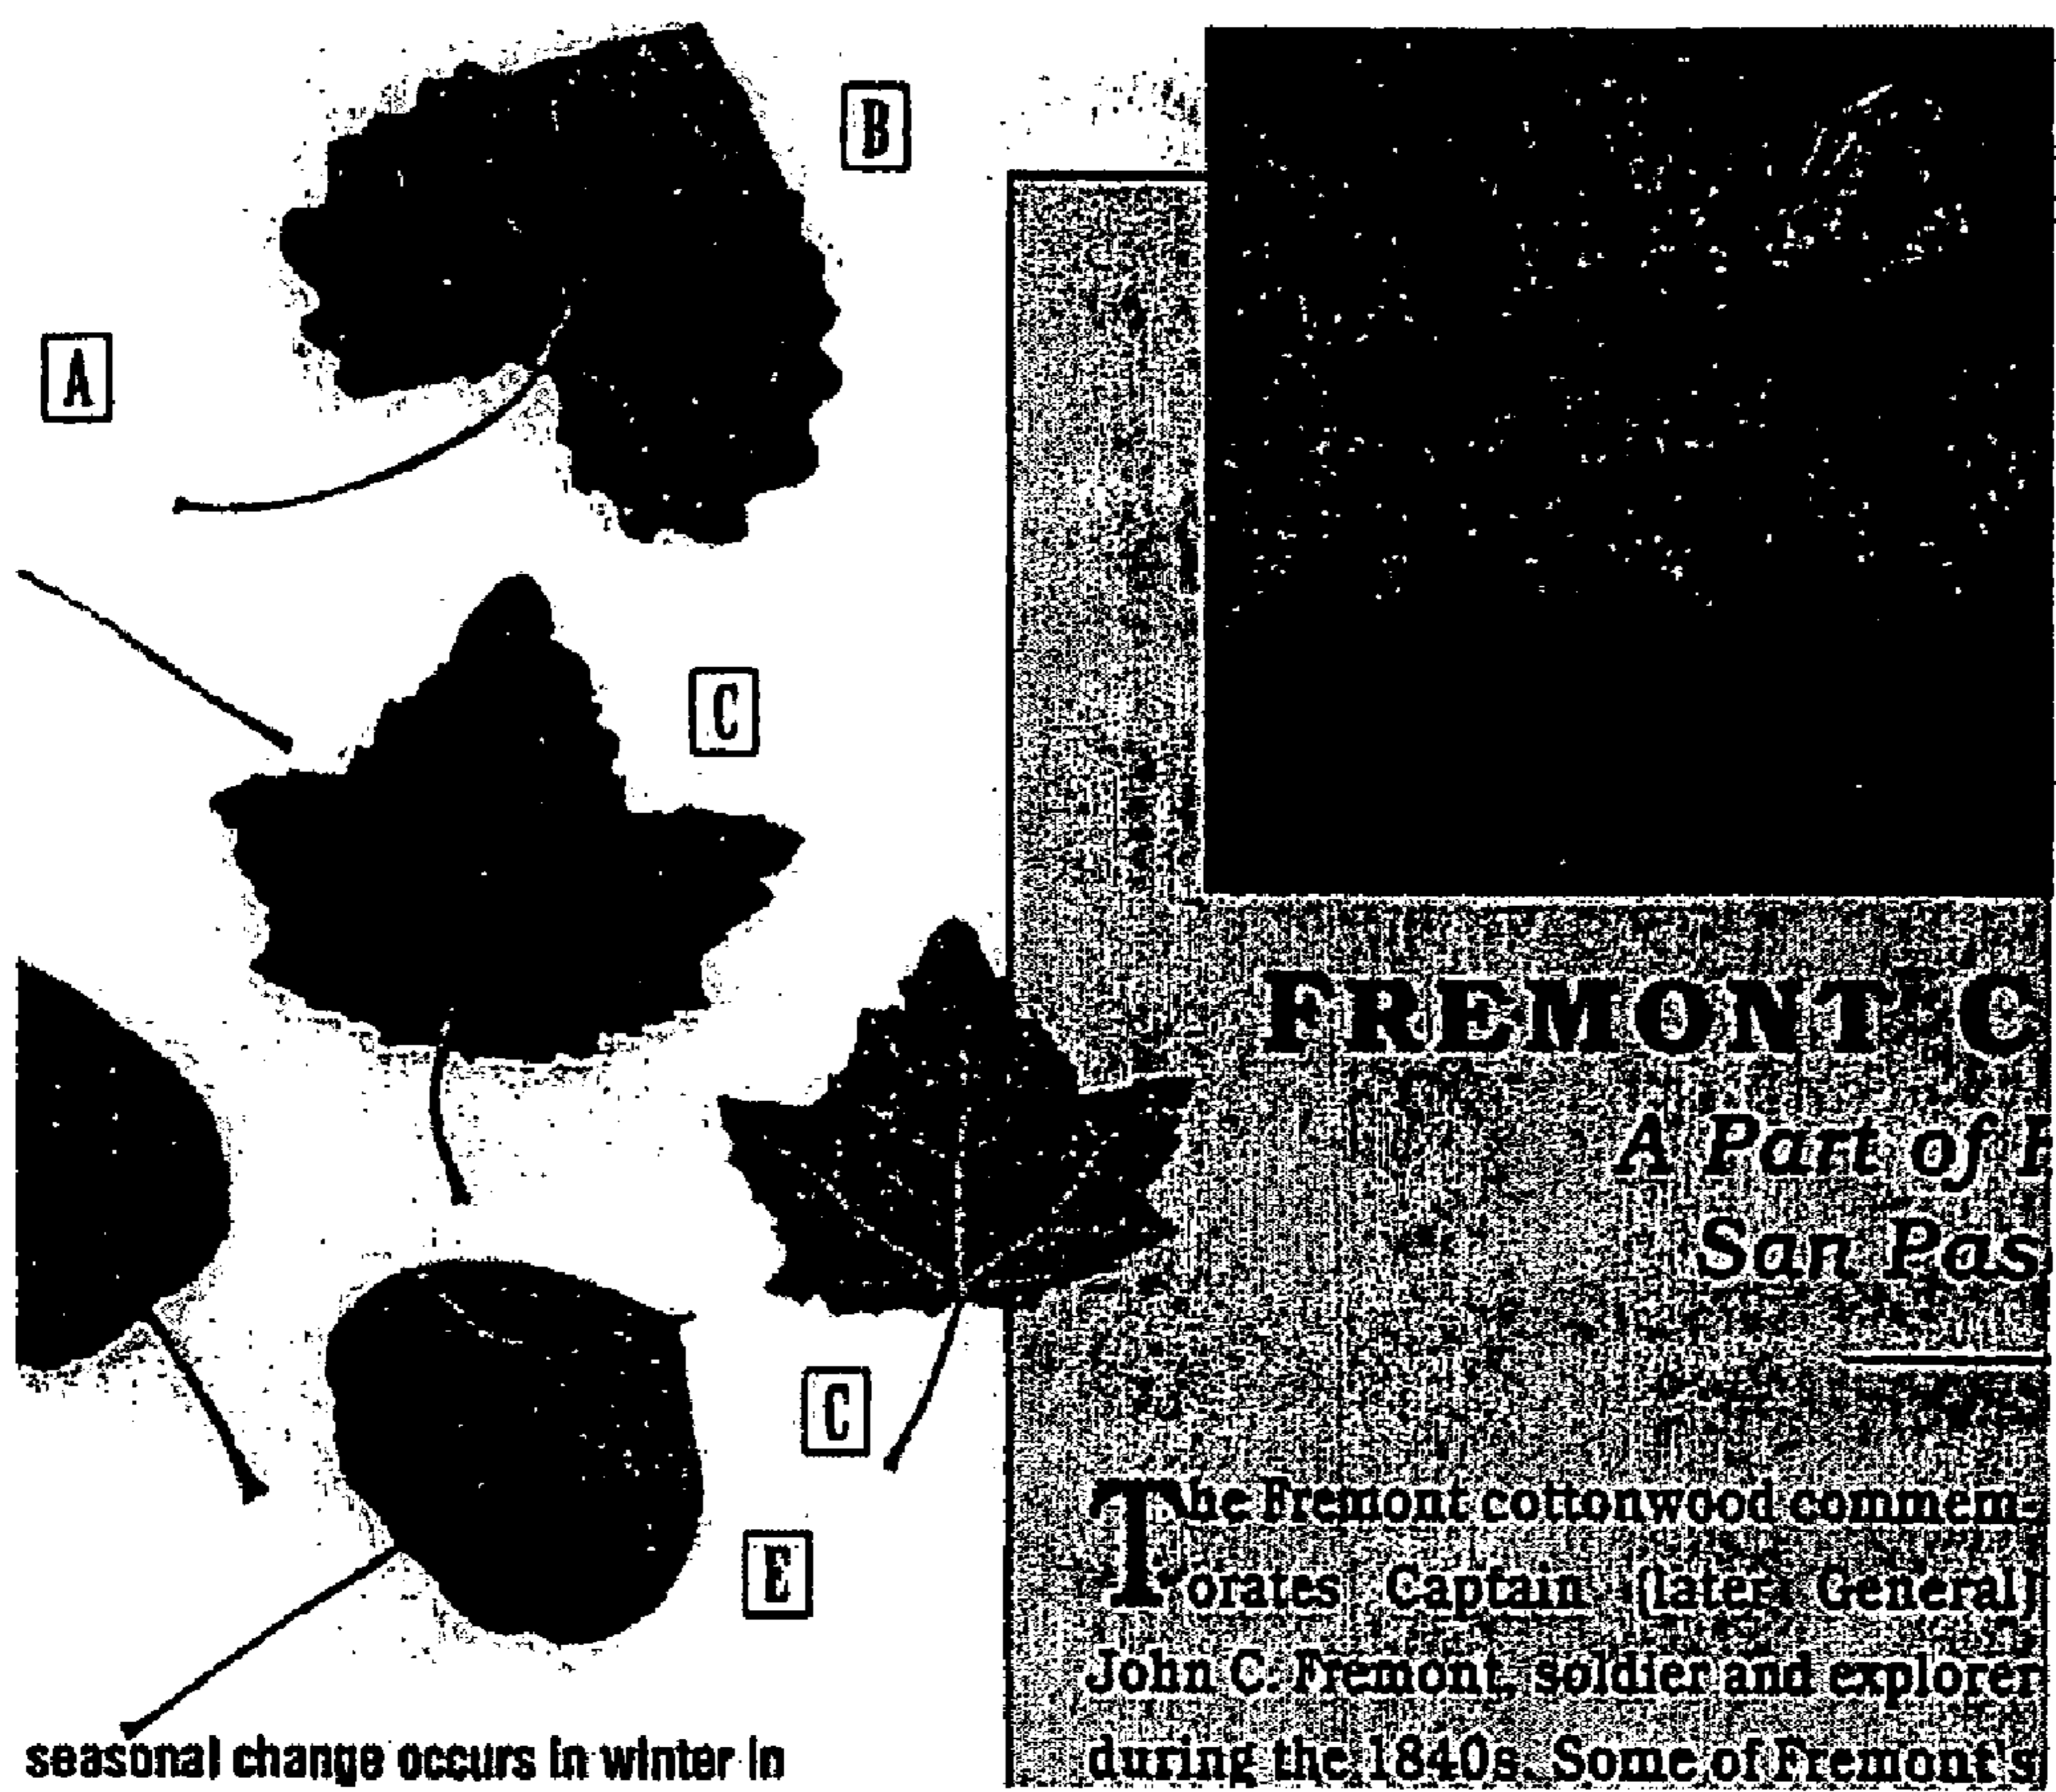 B
A
C
C
E
seasonal change occurs in winter in
FREMONT C
A Part of
San Pas
The Fremont cottonwood commem-
orates Captain (later General)
John C. Fremont, soldier and explorer
during the 1840s. Some of Fremont's